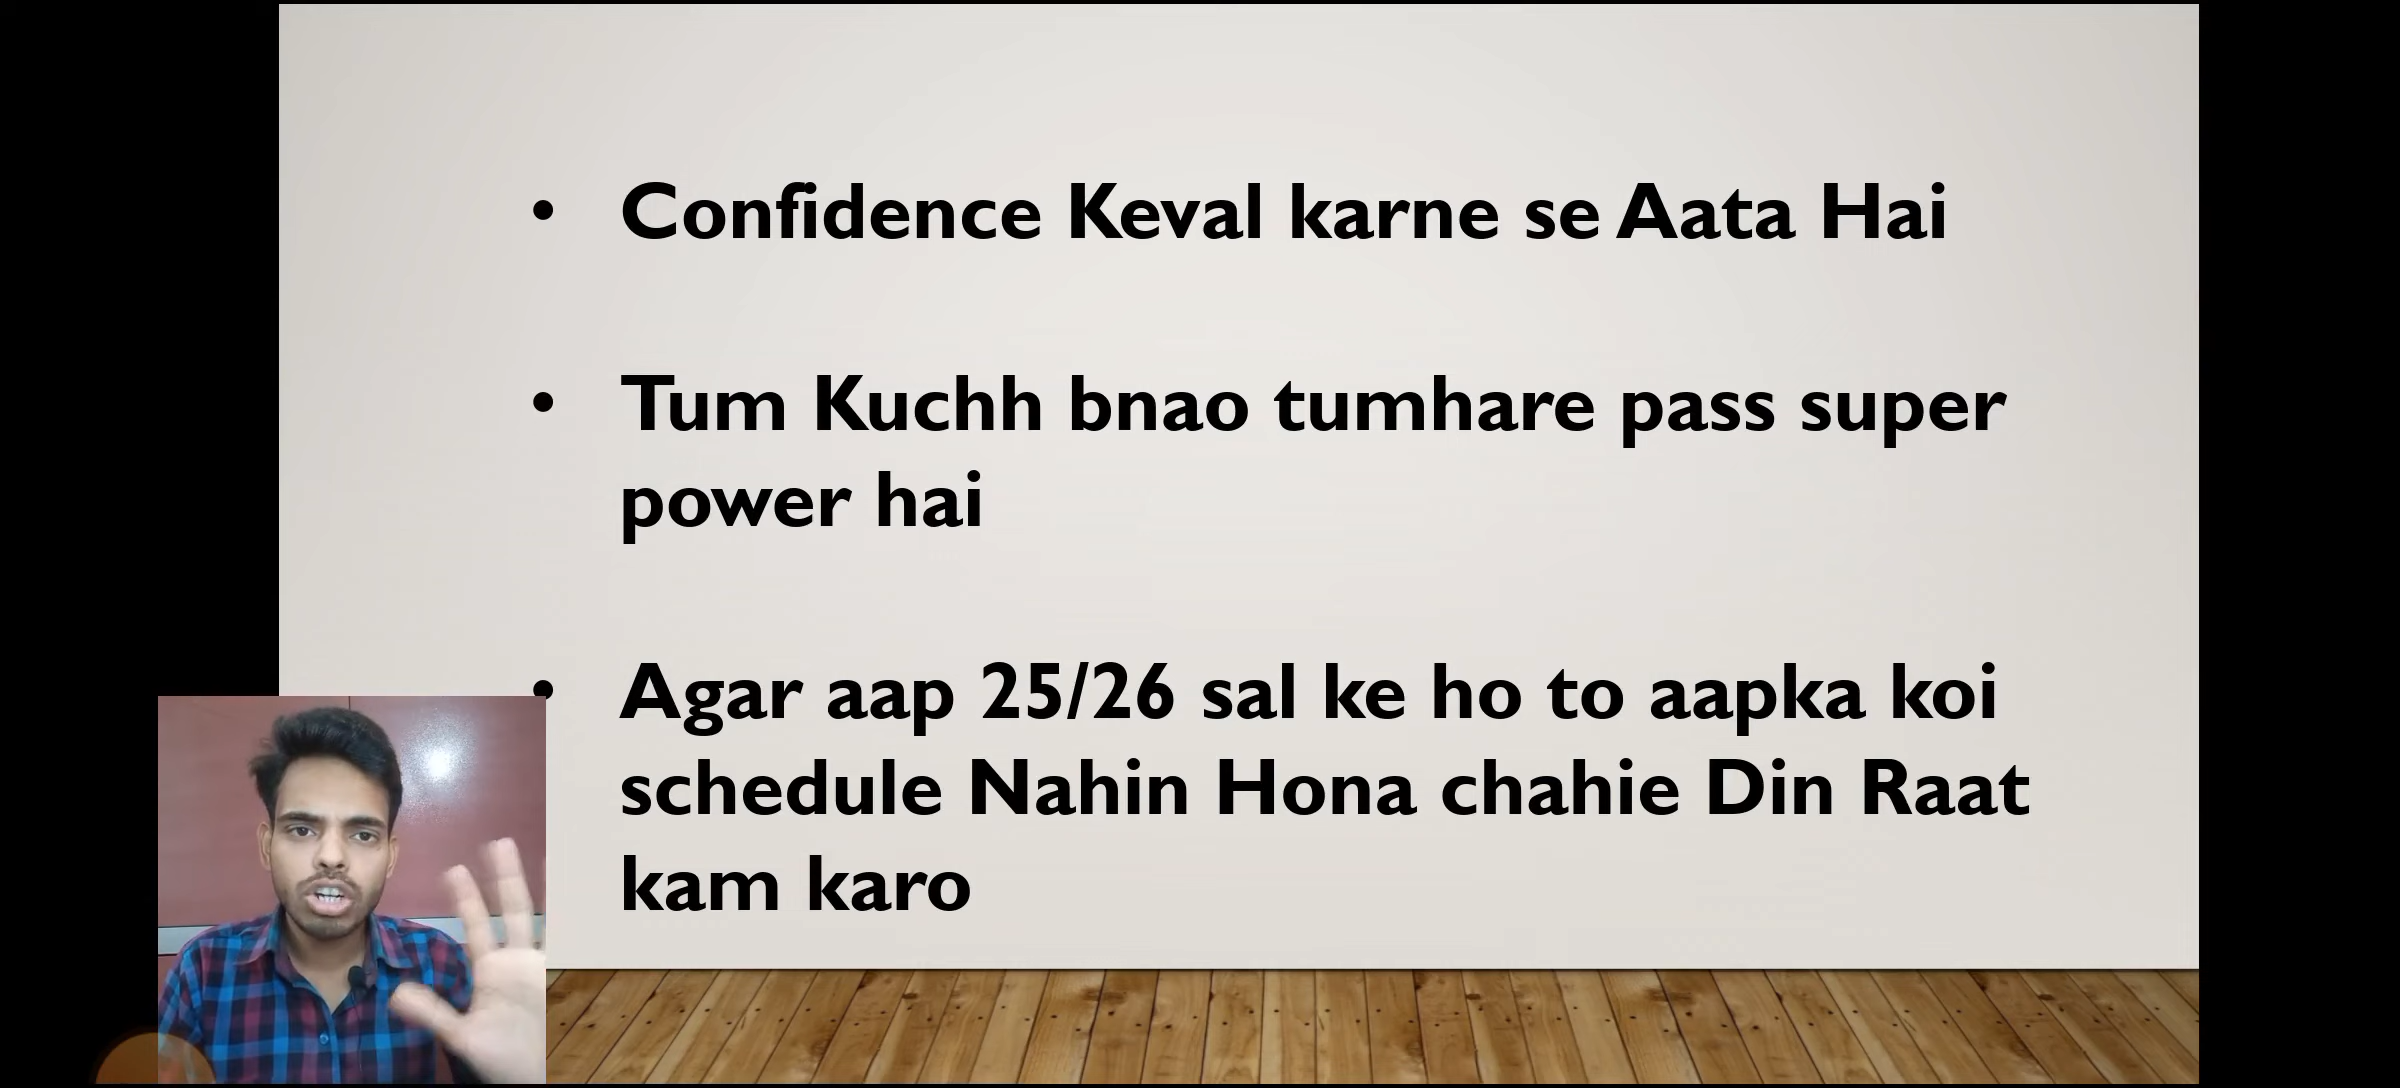 Confidence Keval karne se Aata Hai
Tum Kuchh bnao tumhare pass super
power hai
Agar aap 25/26 sal ke ho to aapka koi
schedule Nahin Hona chahie Din Raat
kam karo